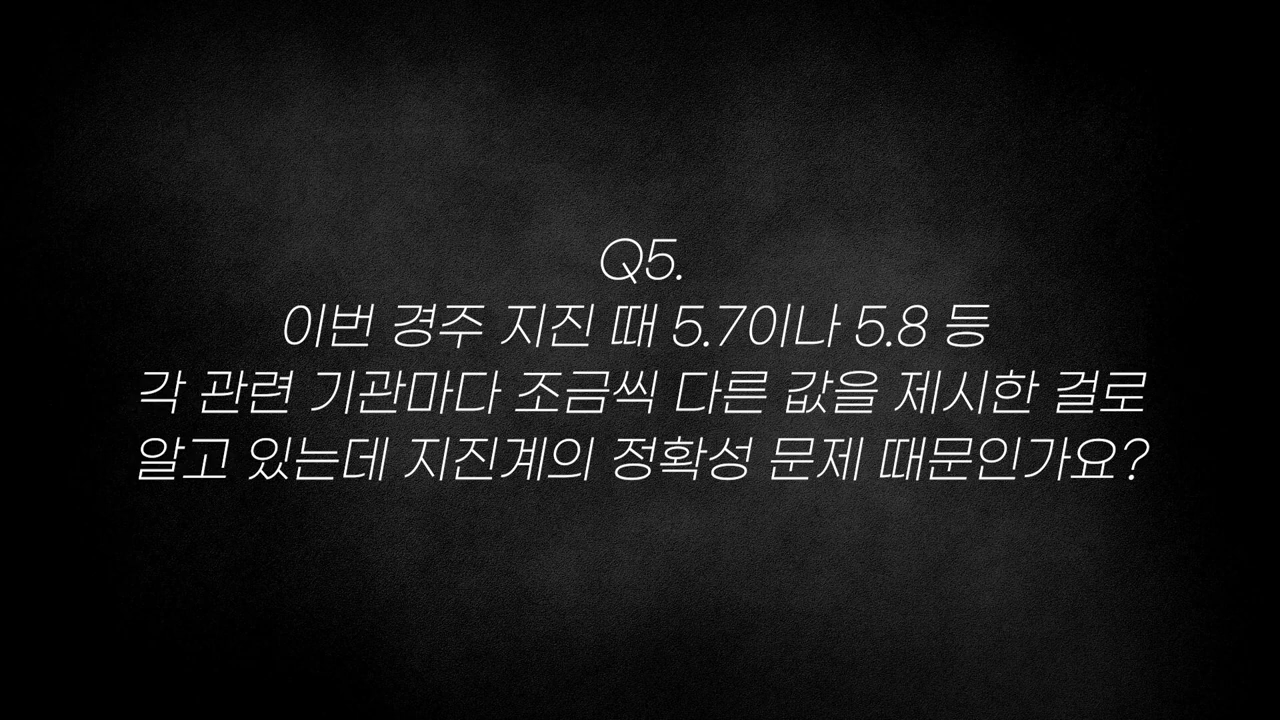 Q5.
이번 경주 지진 때 5.7이나 5.8 등
각 관련 기관마다 조금씩 다른 값을 제시한 걸로
알고 있는데 지진계의 정확성 문제 때문인가요?